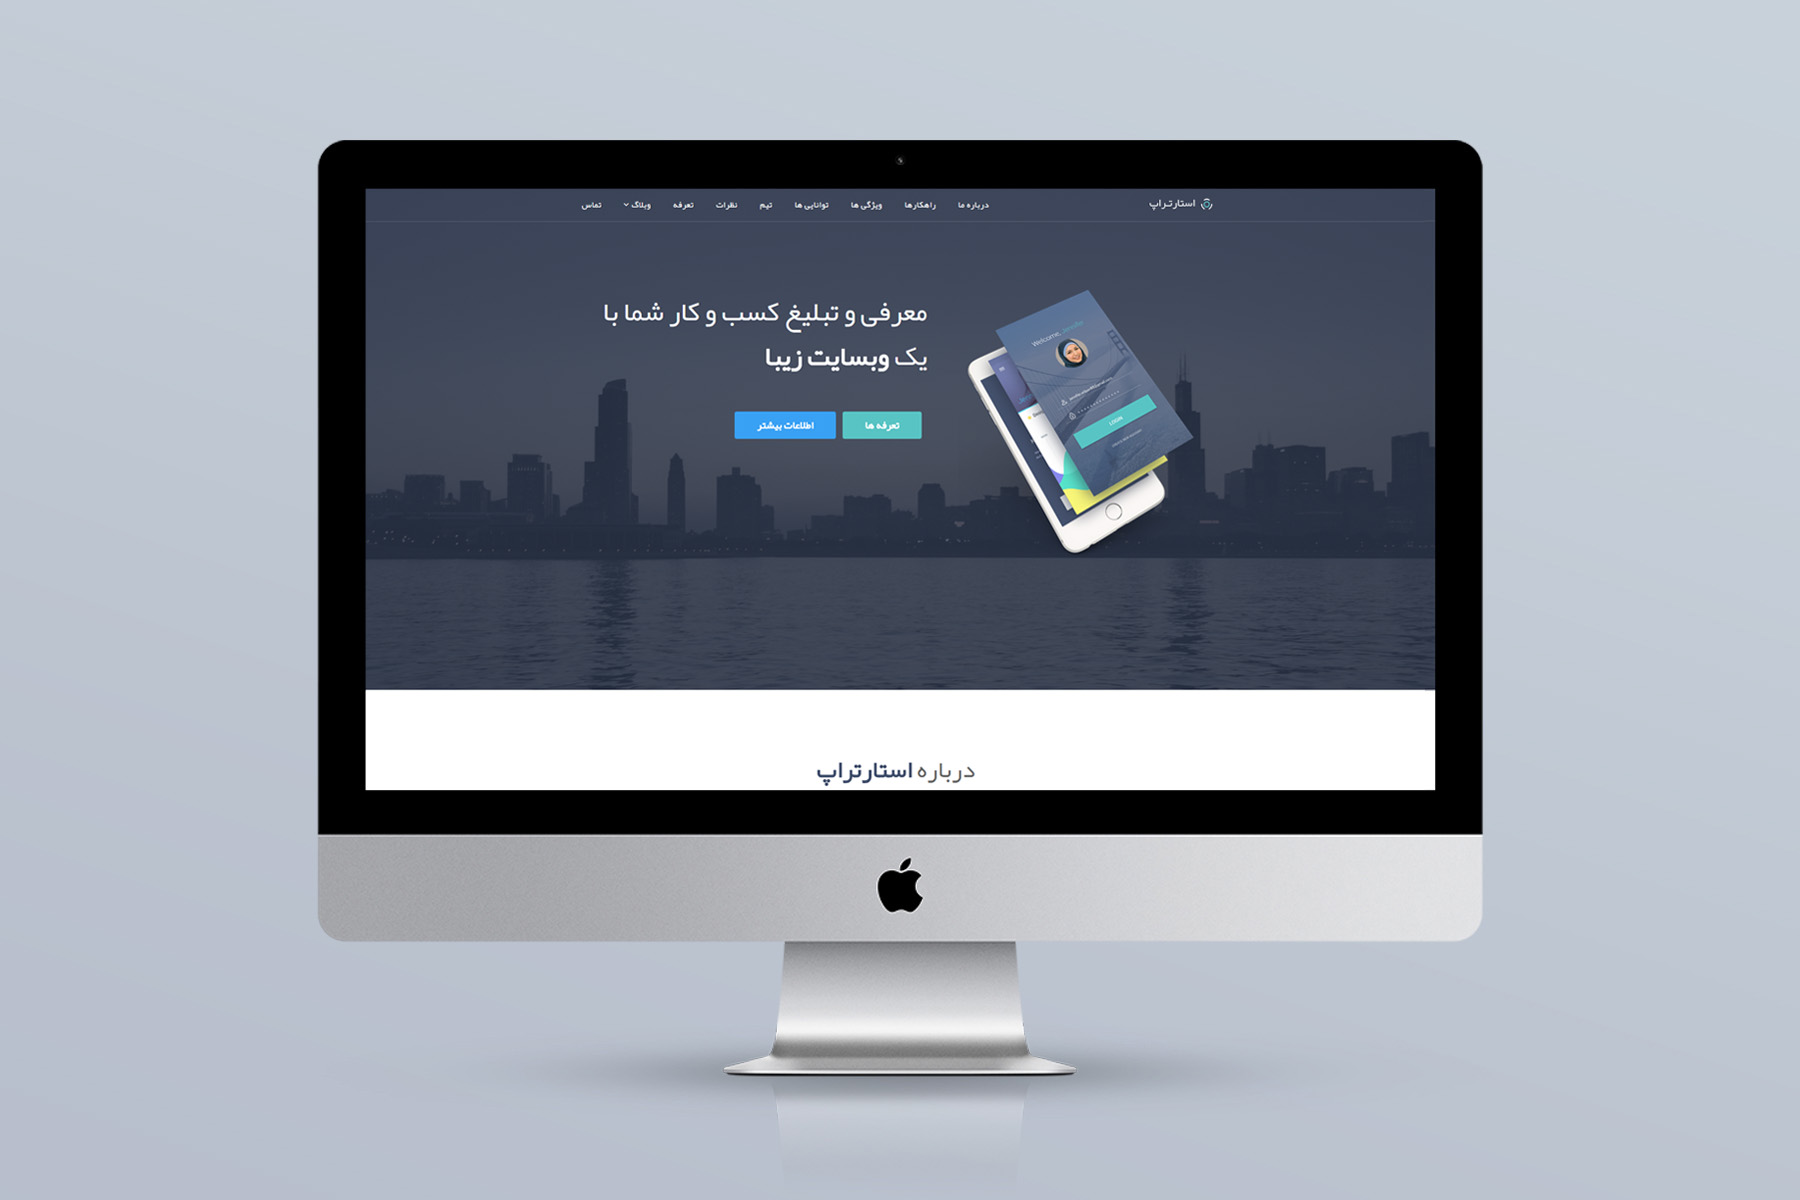 استارتراپ
درباره ما راهکارها ویژگی ها توانایی ها تیم نظرات تعرفه وبلاگ تماس
معرفی و تبلیغ کسب و کار شما با
یک وبسایت زیبا
تعرفه ها اطلاعات بیشتر
Welcome, Jennifer
LOGIN
درباره استارتراپ